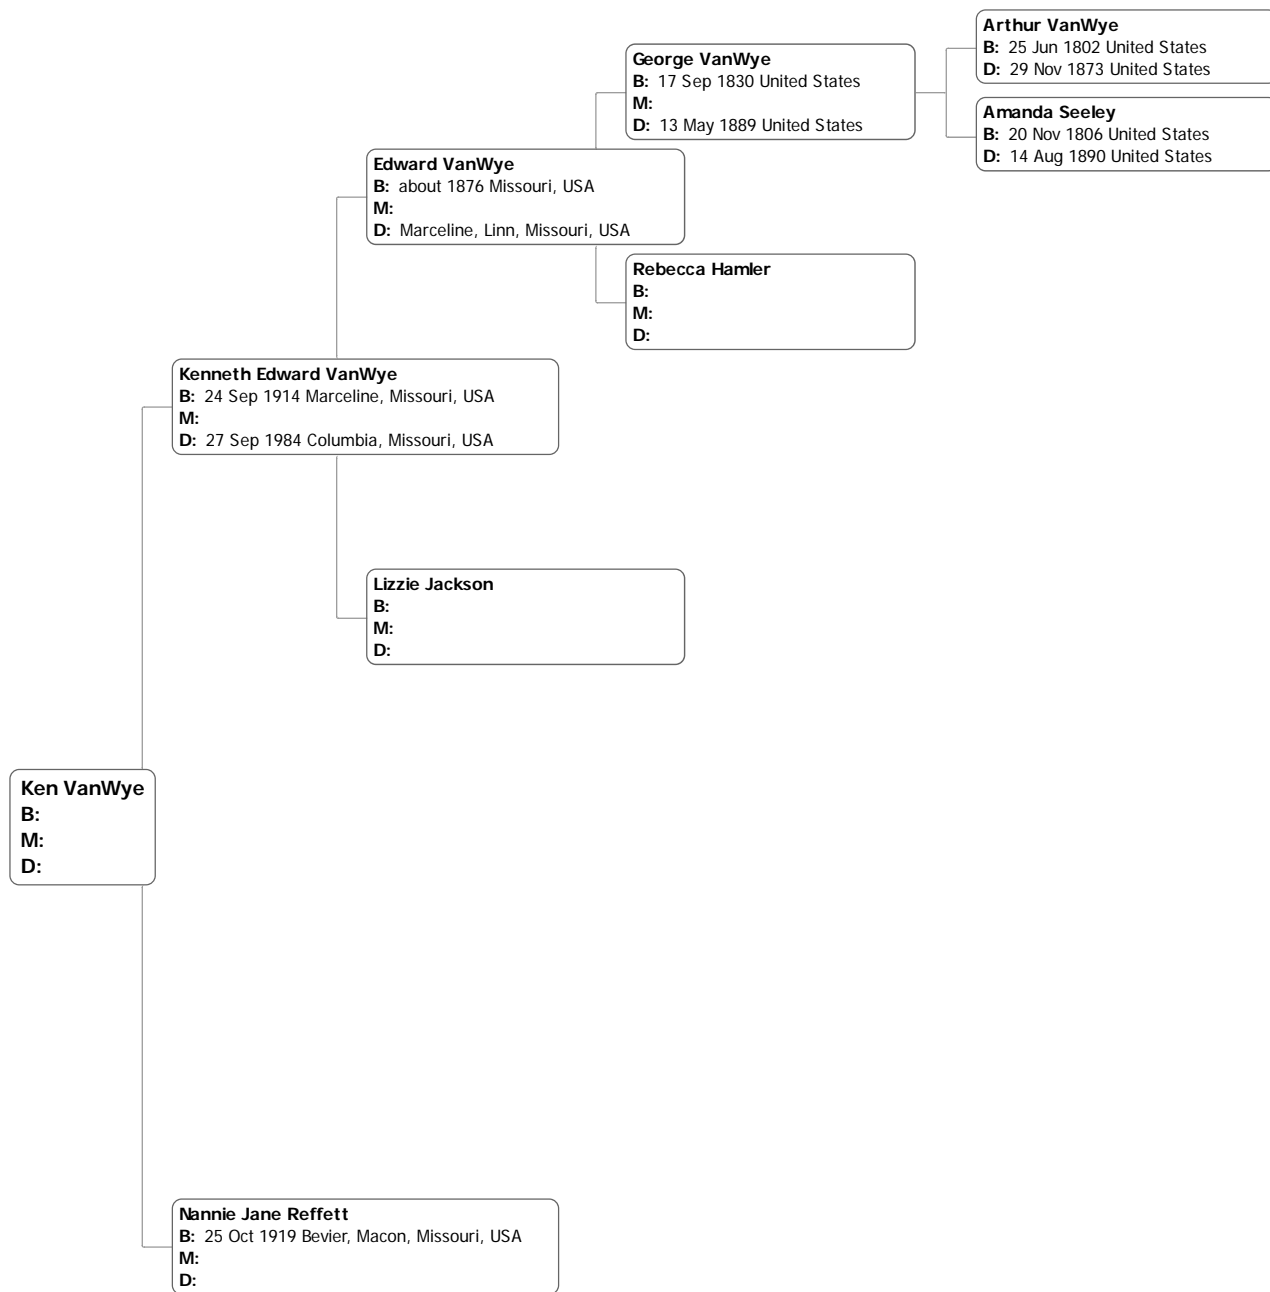 Arthur VanWye
B: 25 Jun 1802 United States
D: 29 Nov 1873 United States
George VanWye
B: 17 Sep 1830 United States
M:
D: 13 May 1889 United States
Amanda Seeley
B: 20 Nov 1806 United States
D: 14 Aug 1890 United States
Edward VanWye
B: about 1876 Missouri, USA
M:
D: Marceline, Linn, Missouri, USA
Rebecca Hamler
B:
M:
D:
Kenneth Edward VanWye
B: 24 Sep 1914 Marceline, Missouri, USA
M:
D: 27 Sep 1984 Columbia, Missouri, USA
Lizzie Jackson
B:
M:
D:
Ken VanWye
B:
M:
D:
Nannie Jane Reffett
B: 25 Oct 1919 Bevier, Macon, Missouri, USA
M:
D: